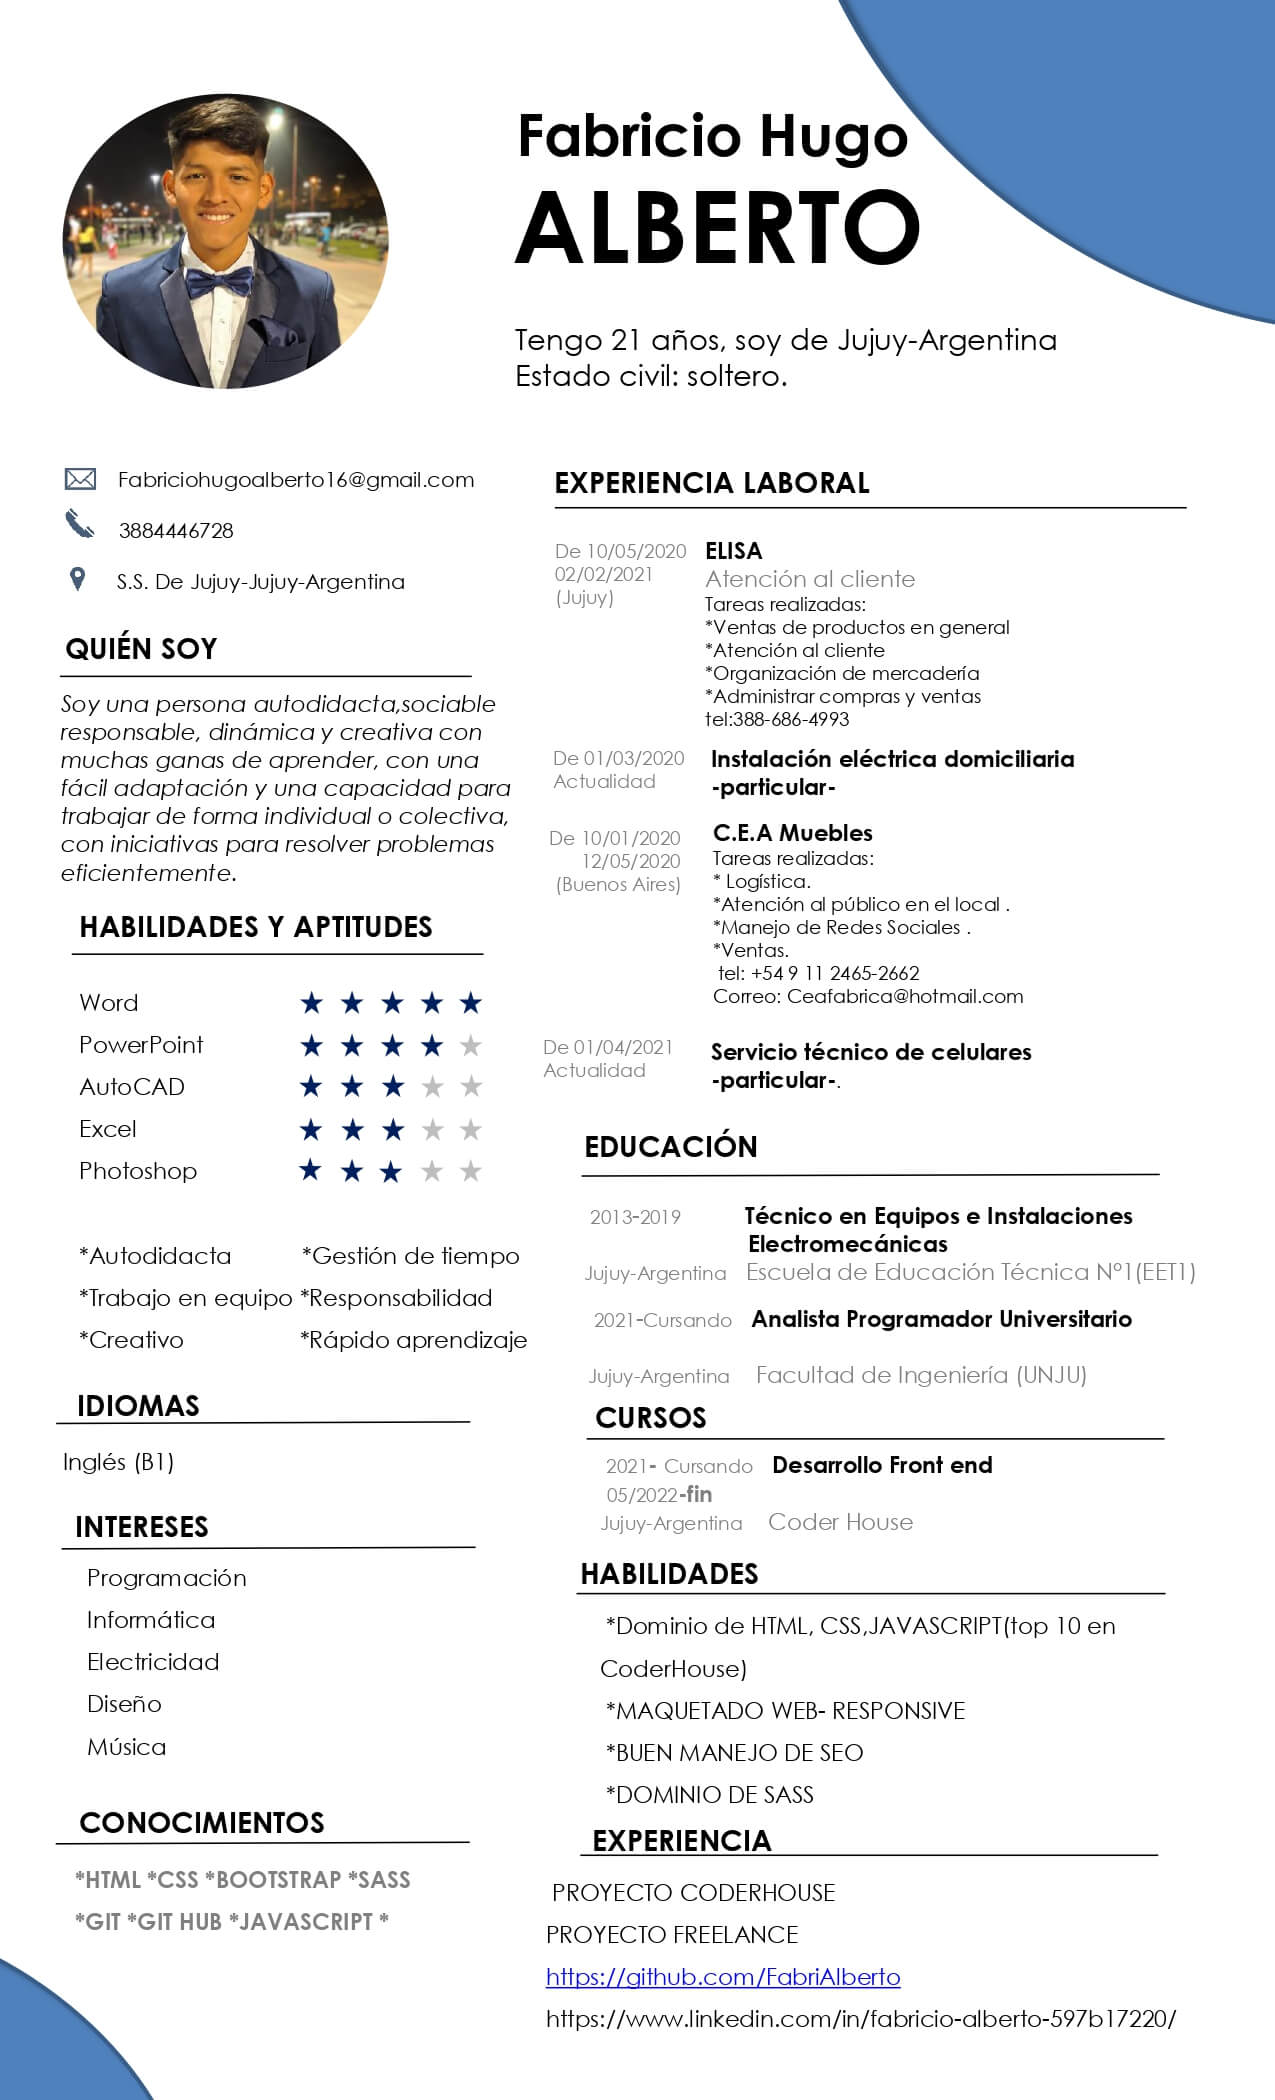 Fabricio Hugo
ALBERTO
Tengo 21 años, soy de Jujuy-Argentina
Estado civil: soltero.
Fabriciohugoalberto16@gmail.com
3884446728
S.S. De Jujuy-Jujuy-Argentina
QUIÉN SOY
Soy una persona autodidacta,sociable
responsable, dinámica y creativa con
muchas ganas de aprender, con una
fácil adaptación y una capacidad para
trabajar de forma individual o colectiva,
con iniciativas para resolver problemas
eficientemente.
HABILIDADES Y APTITUDES
Word
PowerPoint
AutoCAD
Excel
Photoshop
*Autodidacta *Gestión de tiempo
*Trabajo en equipo *Responsabilidad
*Creativo *Rápido aprendizaje
IDIOMAS
Inglés (B1)
INTERESES
Programación
Informática
Electricidad
Diseño
Música
CONOCIMIENTOS
*HTML *CSS *BOOTSTRAP *SASS
*GIT *GIT HUB *JAVASCRIPT *
EXPERIENCIA LABORAL
De 10/05/2020 ELISA
02/02/2021 Atención al cliente
(Jujuy) Tareas realizadas:
*Ventas de productos en general
*Atención al cliente
*Organización de mercadería
*Administrar compras y ventas
tel:388-686-4993
De 01/03/2020 Instalación eléctrica domiciliaria
Actualidad -particular-
De 10/01/2020 C.E.A Muebles
12/05/2020 Tareas realizadas:
(Buenos Aires) * Logística.
*Atención al público en el local .
*Manejo de Redes Sociales .
*Ventas.
tel: +54 9 11 2465-2662
Correo: Ceafabrica@hotmail.com
De 01/04/2021 Servicio técnico de celulares
Actualidad -particular-.
EDUCACIÓN
2013-2019 Técnico en Equipos e Instalaciones
Electromecánicas
Jujuy-Argentina Escuela de Educación Técnica N°1(EET1)
2021-Cursando Analista Programador Universitario
Jujuy-Argentina Facultad de Ingeniería (UNJU)
CURSOS
2021- Cursando Desarrollo Front end
05/2022-fin
Jujuy-Argentina Coder House
HABILIDADES
*Dominio de HTML, CSS,JAVASCRIPT(top 10 en
CoderHouse)
*MAQUETADO WEB- RESPONSIVE
*BUEN MANEJO DE SEO
*DOMINIO DE SASS
EXPERIENCIA
PROYECTO CODERHOUSE
PROYECTO FREELANCE
https://github.com/FabriAlberto
https://www.linkedin.com/in/fabricio-alberto-597b17220/